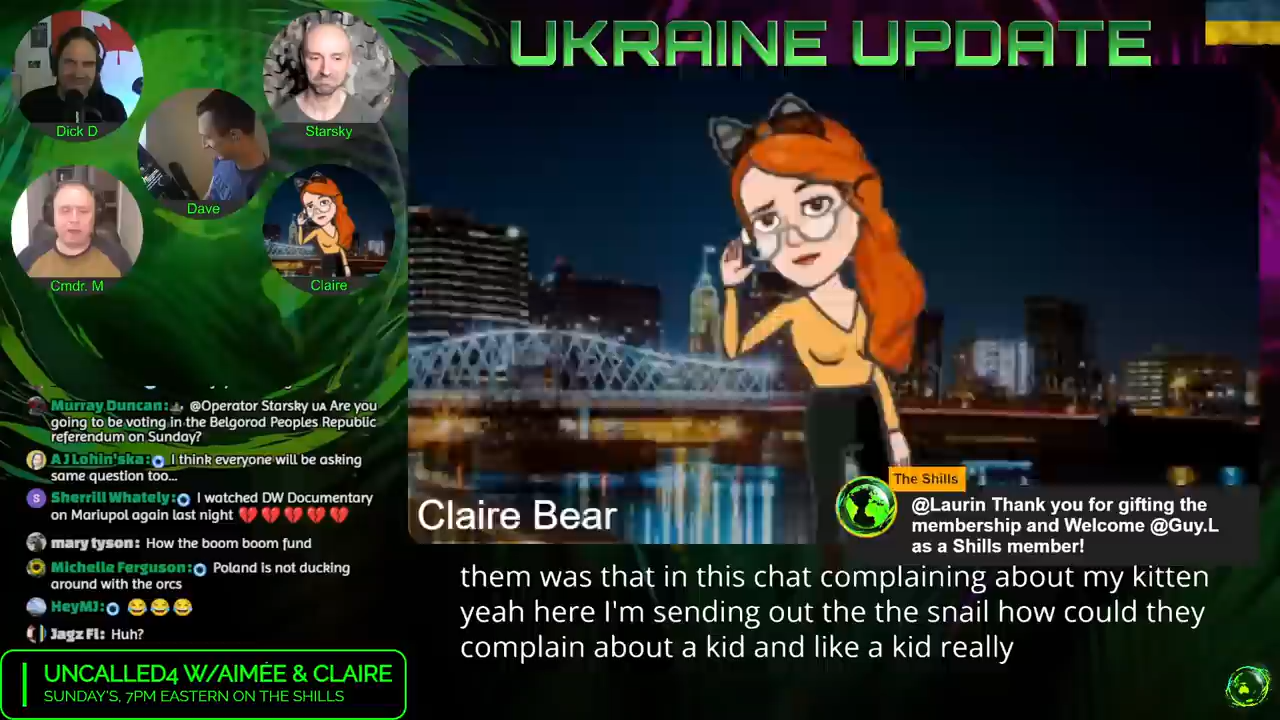 UKRAINE UPDATE
Dick D
Starsky
Dave
Cmdr. M
Claire
Murray Duncan: @Operator Starsky UA Are you
going to be voting in the Belgorod Peoples Republic
referendum on Sunday?
A J Lohin'ska: I think everyone will be asking
same question too...
S Sherrill Whately: I watched DW Documentary
on Mariupol again last night 💔 💔 💔 💔 💔
mary tyson: How the boom boom fund
Michelle Ferguson: Poland is not ducking
around with the orcs
HeyMJ: 😂 😂 😂
Jagz Fl: Huh?
UNCALLED4 W/AIMÉE & CLAIRE
SUNDAY'S, 7PM EASTERN ON THE SHILLS
Claire Bear
The Shills
@Laurin Thank you for gifting the
membership and Welcome @Guy.L
as a Shills member!
them was that in this chat complaining about my kitten
yeah here I'm sending out the the snail how could they
complain about a kid and like a kid really